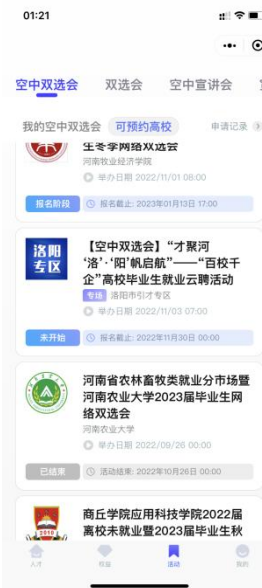 01:21
空中双选会 双选会 空中宣讲会
我的空中双选会 可预约高校 申请记录
生冬季网络双选会
河南牧业经济学院
举办日期 2022/11/01 08:00
报名阶段 报名截止: 2023年01月13日 17:00
洛阳
专区
【空中双选会】“才聚河
‘洛’·‘阳’帆启航”——“百校千
企”高校毕业生就业云聘活动
专场 洛阳市引才专区
举办日期 2022/11/03 07:00
未开始 报名截止: 2022年11月30日 00:00
河南省农林畜牧类就业分市场暨
河南农业大学2023届毕业生网
络双选会
河南农业大学
举办日期 2022/09/26 00:00
已结束 活动结束: 2022年10月26日 00:00
商丘学院应用科技学院2022届
离校未就业暨2023届毕业生秋
2010
人才 权益 活动 我的